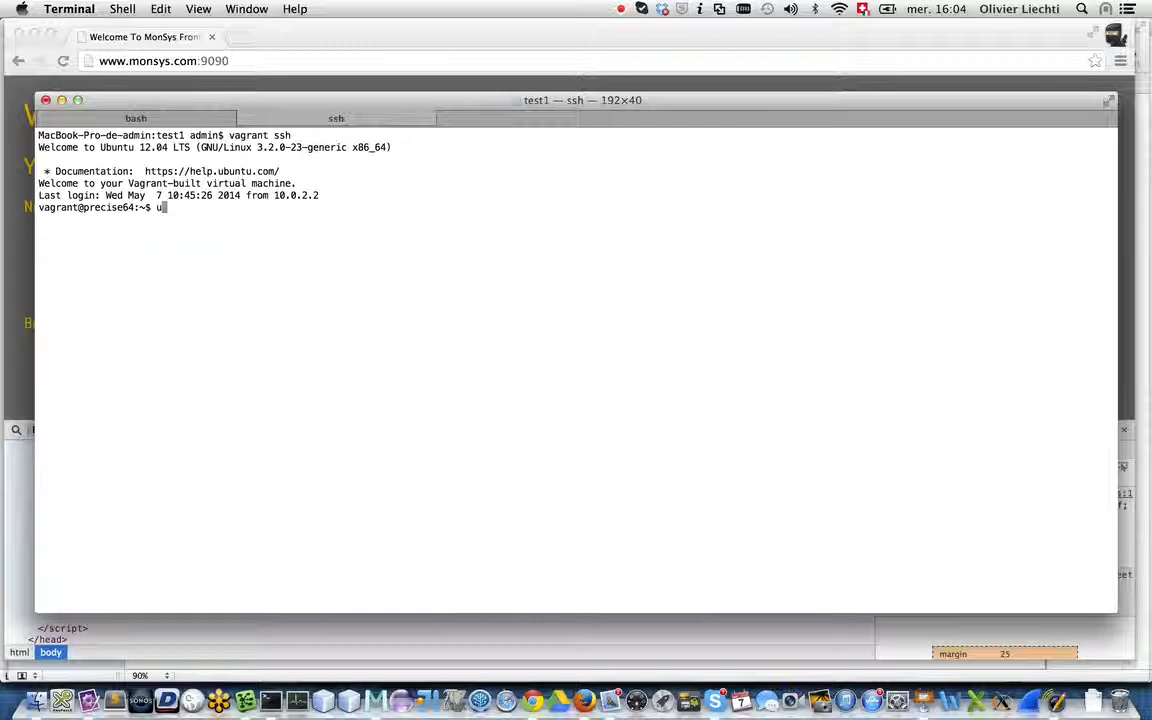 Terminal Shell Edit View Window Help mer. 16:04 Olivier Liechti
Welcome To MonSys Fron
www.monsys.com:9090
test1 — ssh — 192×40
bash ssh
MacBook-Pro-de-admin:test1 admin$ vagrant ssh
Welcome to Ubuntu 12.04 LTS (GNU/Linux 3.2.0-23-generic x86_64)
* Documentation: https://help.ubuntu.com/
Welcome to your Vagrant-built virtual machine.
Last login: Wed May 7 10:45:26 2014 from 10.0.2.2
vagrant@precise64:~$ u
s:1
f;
eet
</script>
</head>
html body
margin 25
90%